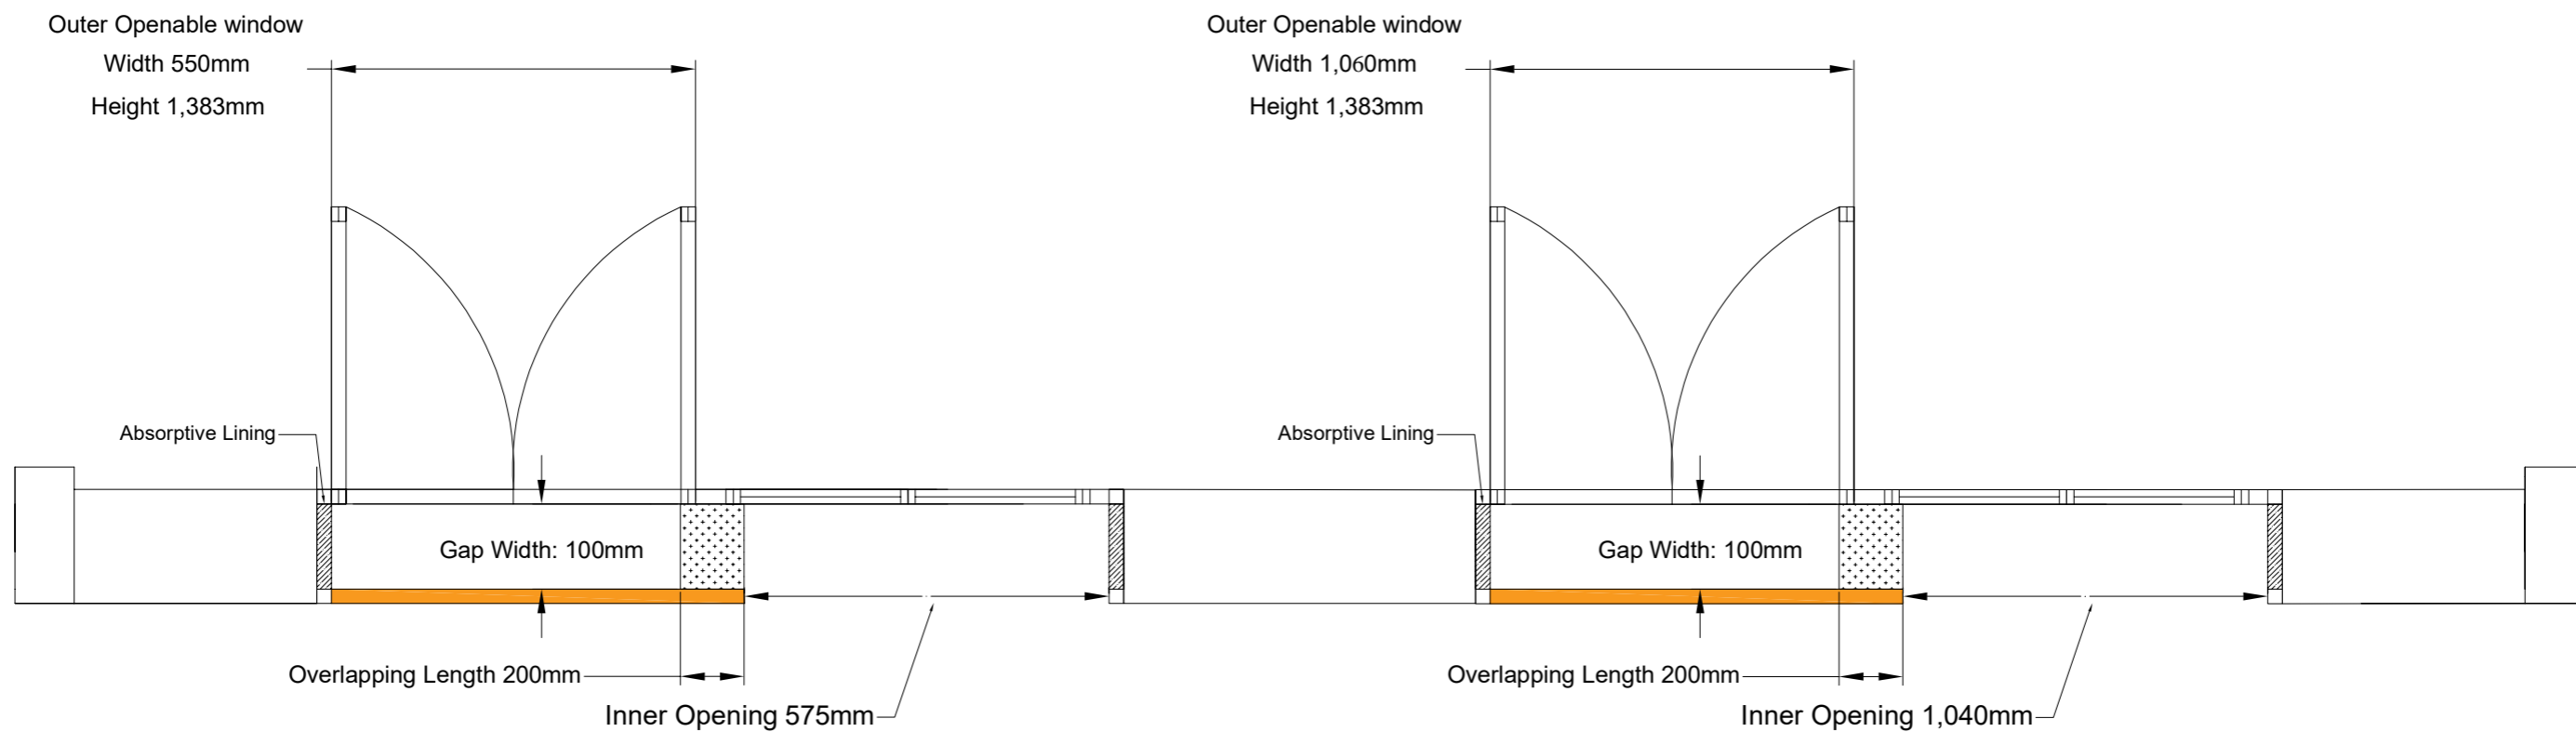 Outer Openable window
Width 550mm
Height 1,383mm
Outer Openable window
Width 1,060mm
Height 1,383mm
Absorptive Lining
Absorptive Lining
Gap Width: 100mm
Gap Width: 100mm
Overlapping Length 200mm
Overlapping Length 200mm
Inner Opening 575mm
Inner Opening 1,040mm